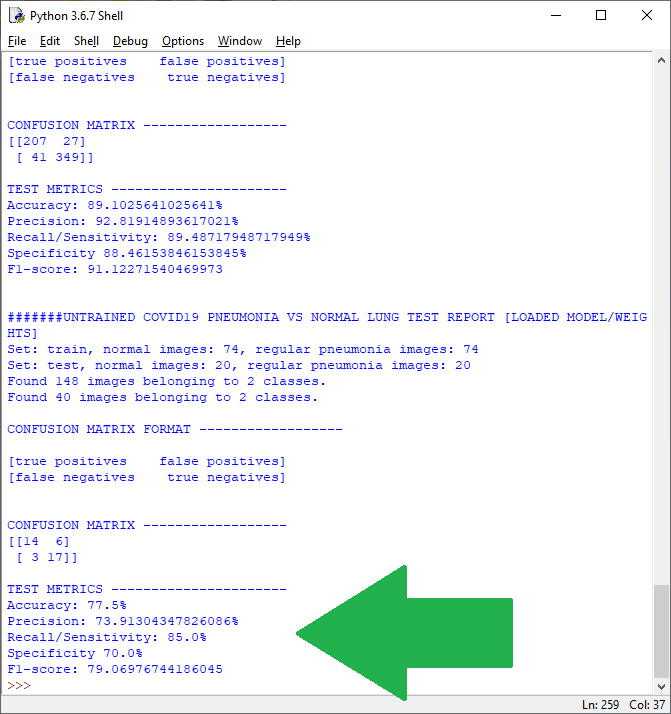 Python 3.6.7 Shell
File Edit Shell Debug Options Window Help
[true positives    false positives]
[false negatives    true negatives]
CONFUSION MATRIX ------------------
[[207  27]
 [ 41 349]]
TEST METRICS ----------------------
Accuracy: 89.1025641025641%
Precision: 92.81914893617021%
Recall/Sensitivity: 89.48717948717949%
Specificity 88.46153846153845%
F1-score: 91.12271540469973
#######UNTRAINED COVID19 PNEUMONIA VS NORMAL LUNG TEST REPORT [LOADED MODEL/WEIG
HTS]
Set: train, normal images: 74, regular pneumonia images: 74
Set: test, normal images: 20, regular pneumonia images: 20
Found 148 images belonging to 2 classes.
Found 40 images belonging to 2 classes.
CONFUSION MATRIX FORMAT ------------------
[true positives    false positives]
[false negatives    true negatives]
CONFUSION MATRIX ------------------
[[14  6]
 [ 3 17]]
TEST METRICS ----------------------
Accuracy: 77.5%
Precision: 73.91304347826086%
Recall/Sensitivity: 85.0%
Specificity 70.0%
F1-score: 79.06976744186045
>>>
Ln: 259 Col: 37